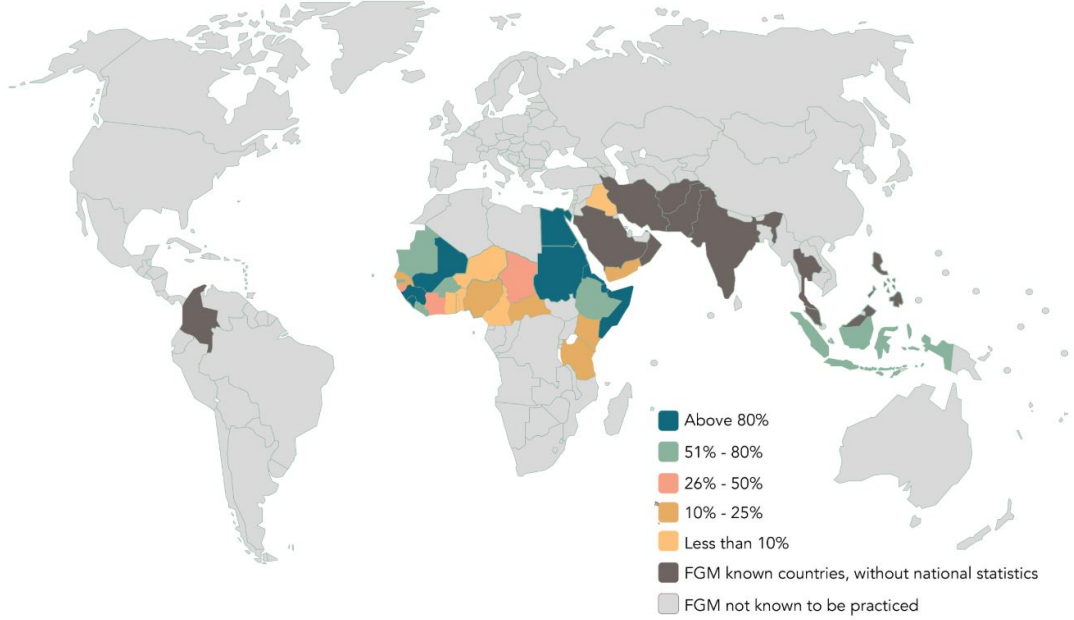 Above 80%
51% - 80%
26% - 50%
10% - 25%
Less than 10%
FGM known countries, without national statistics
FGM not known to be practiced